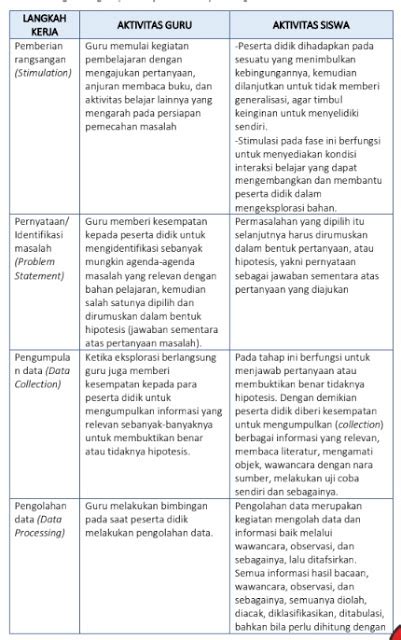 LANGKAH
KERJA
AKTIVITAS GURU
AKTIVITAS SISWA
Pemberian
rangsangan
(Stimulation)
Guru memulai kegiatan
pembelajaran dengan
mengajukan pertanyaan,
anjuran membaca buku, dan
aktivitas belajar lainnya yang
mengarah pada persiapan
pemecahan masalah
-Peserta didik dihadapkan pada
sesuatu yang menimbulkan
kebingungannya, kemudian
dilanjutkan untuk tidak memberi
generalisasi, agar timbul
keinginan untuk menyelidiki
sendiri.
-Stimulasi pada fase ini berfungsi
untuk menyediakan kondisi
interaksi belajar yang dapat
mengembangkan dan membantu
peserta didik dalam
mengeksplorasi bahan.
Pernyataan/
Identifikasi
masalah
(Problem
Statement)
Guru memberi kesempatan
kepada peserta didik untuk
mengidentifikasi sebanyak
mungkin agenda-agenda
masalah yang relevan dengan
bahan pelajaran, kemudian
salah satunya dipilih dan
dirumuskan dalam bentuk
hipotesis (jawaban sementara
atas pertanyaan masalah).
Permasalahan yang dipilih itu
selanjutnya harus dirumuskan
dalam bentuk pertanyaan, atau
hipotesis, yakni pernyataan
sebagai jawaban sementara atas
pertanyaan yang diajukan
Pengumpula
n data (Data
Collection)
Ketika eksplorasi berlangsung
guru juga memberi
kesempatan kepada para
peserta didik untuk
mengumpulkan informasi yang
relevan sebanyak-banyaknya
untuk membuktikan benar
atau tidaknya hipotesis.
Pada tahap ini berfungsi untuk
menjawab pertanyaan atau
membuktikan benar tidaknya
hipotesis. Dengan demikian
peserta didik diberi kesempatan
untuk mengumpulkan (collection)
berbagai informasi yang relevan,
membaca literatur, mengamati
objek, wawancara dengan nara
sumber, melakukan uji coba
sendiri dan sebagainya.
Pengolahan
data (Data
Processing)
Guru melakukan bimbingan
pada saat peserta didik
melakukan pengolahan data.
Pengolahan data merupakan
kegiatan mengolah data dan
informasi baik melalui
wawancara, observasi, dan
sebagainya, lalu ditafsirkan.
Semua informasi hasil bacaan,
wawancara, observasi, dan
sebagainya, semuanya diolah,
diacak, diklasifikasikan, ditabulasi,
bahkan bila perlu dihitung dengan